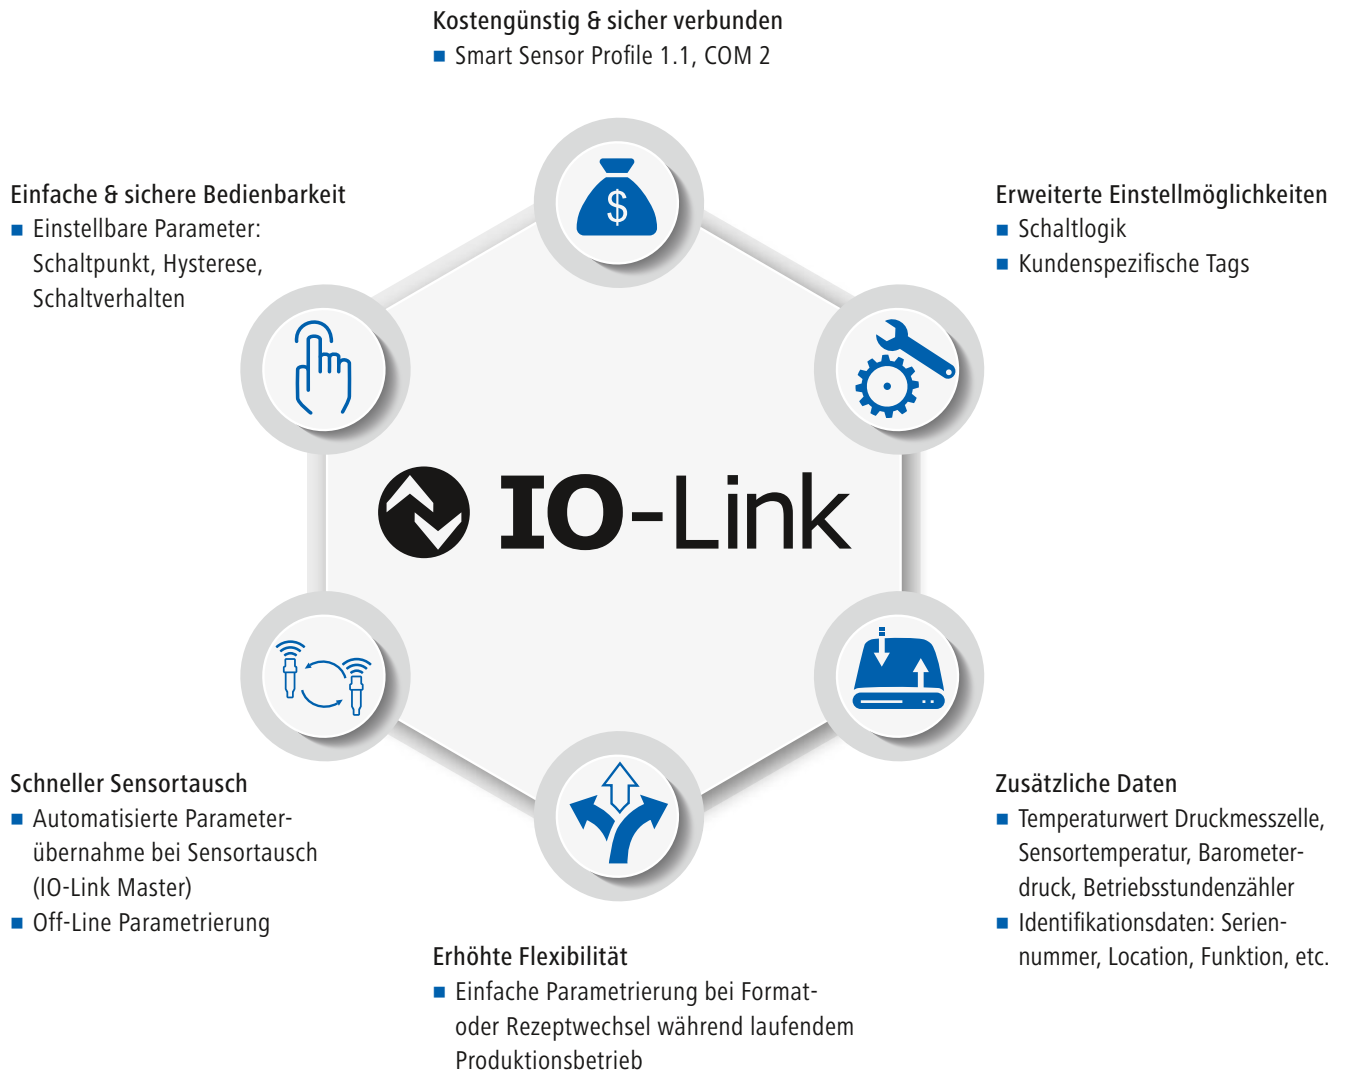 Kostengünstig & sicher verbunden
Smart Sensor Profile 1.1, COM 2
Einfache & sichere Bedienbarkeit
Einstellbare Parameter:
Schaltpunkt, Hysterese,
Schaltverhalten
Erweiterte Einstellmöglichkeiten
Schaltlogik
Kundenspezifische Tags
$
IO-Link
Schneller Sensortausch
Automatisierte Parameter-
übernahme bei Sensortausch
(IO-Link Master)
Off-Line Parametrierung
Zusätzliche Daten
Temperaturwert Druckmesszelle,
Sensortemperatur, Barometer-
druck, Betriebsstundenzähler
Identifikationsdaten: Serien-
nummer, Location, Funktion, etc.
Erhöhte Flexibilität
Einfache Parametrierung bei Format-
oder Rezeptwechsel während laufendem
Produktionsbetrieb